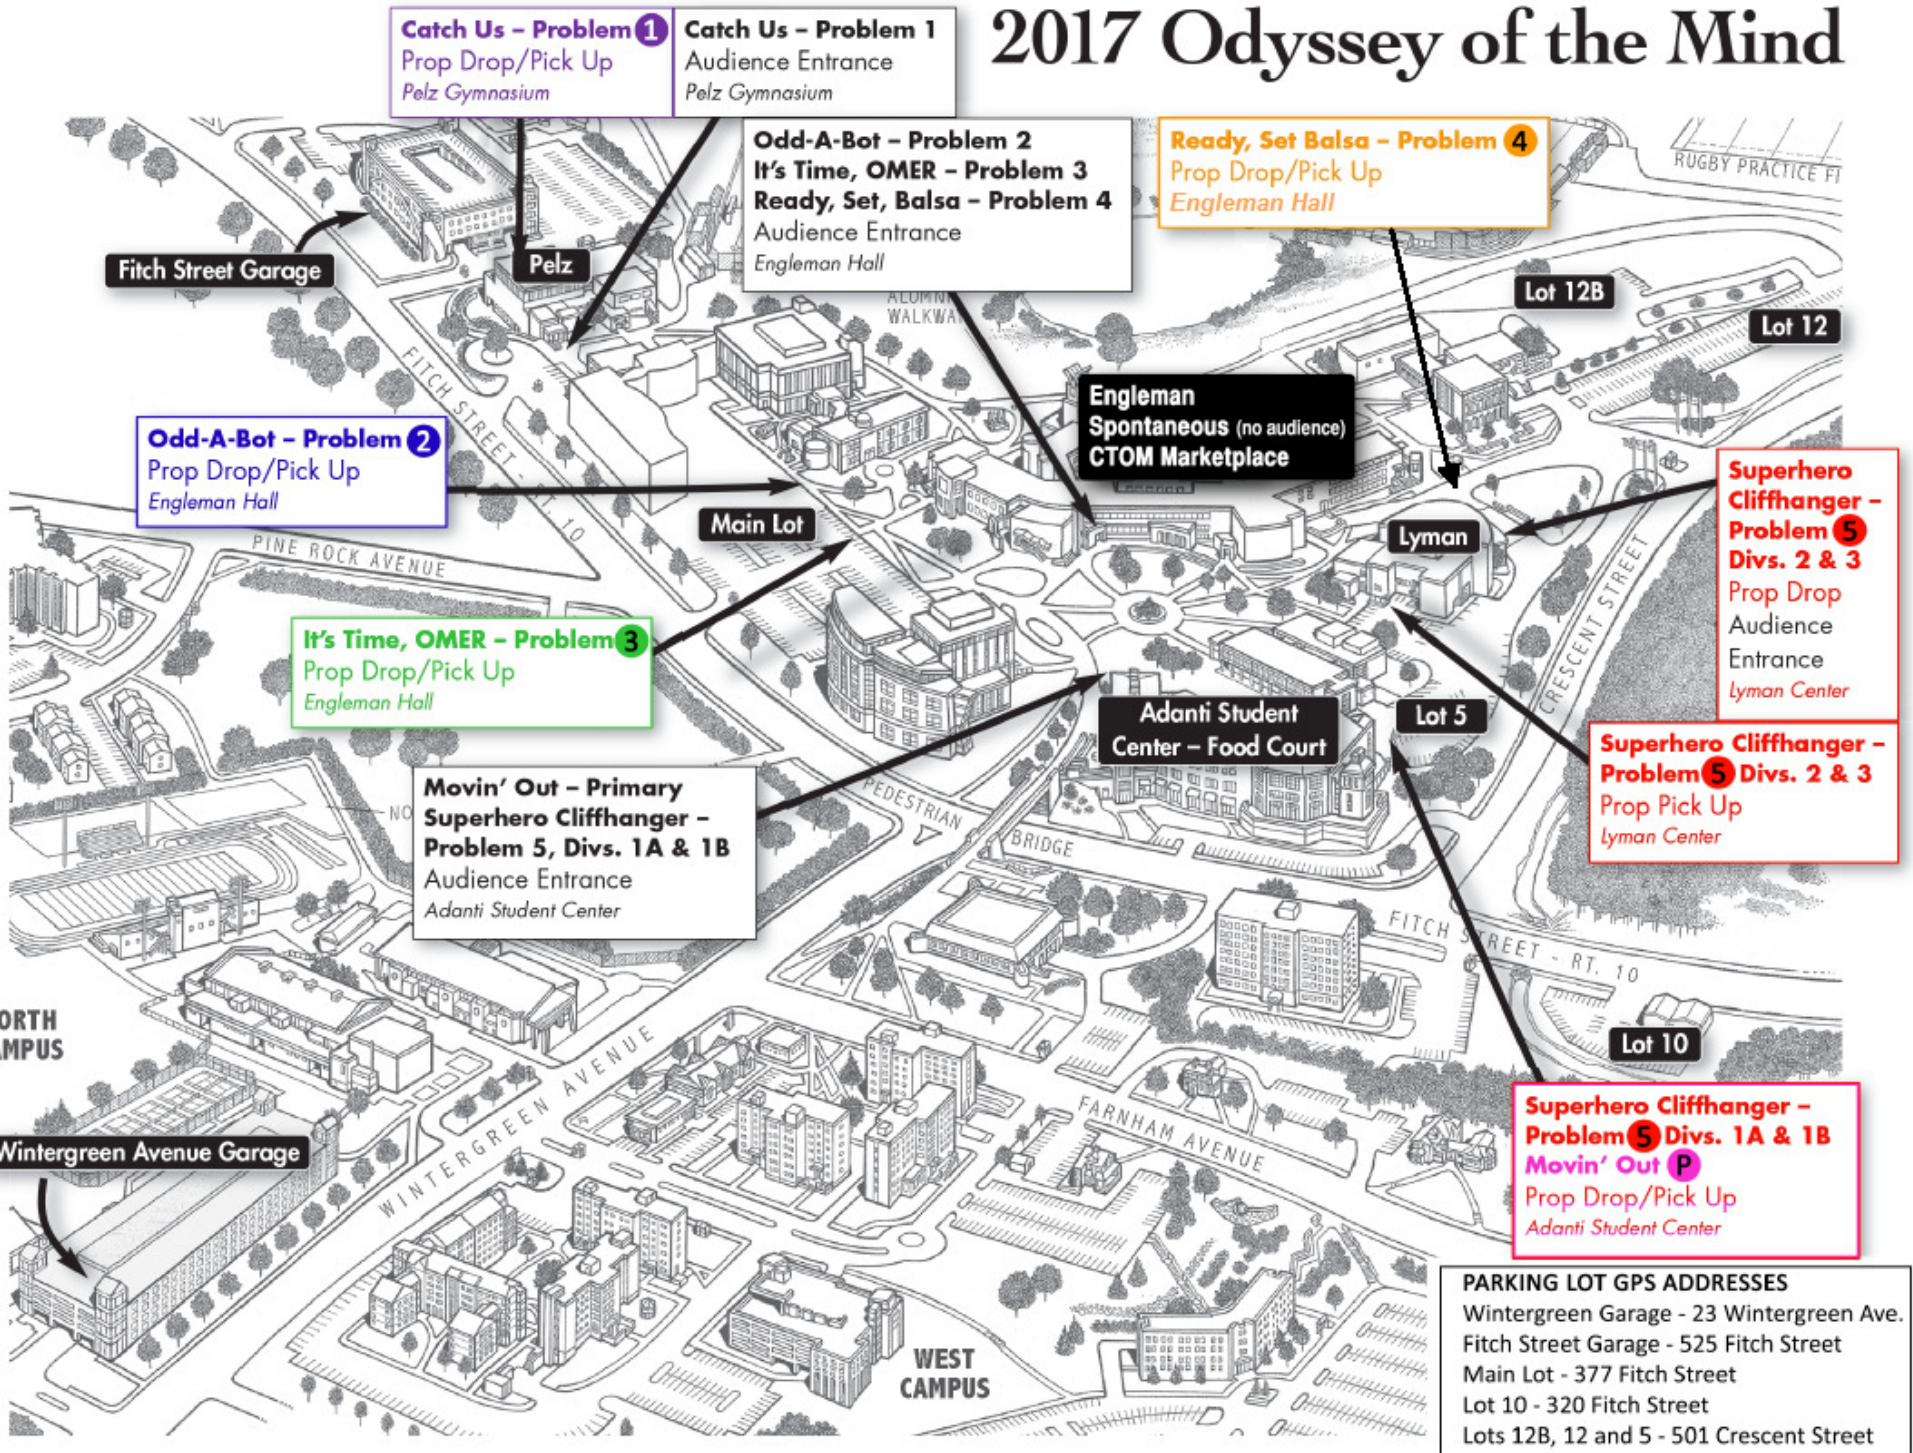 2017 Odyssey of the Mind
Catch Us – Problem 1
Prop Drop/Pick Up
Pelz Gymnasium
Catch Us – Problem 1
Audience Entrance
Pelz Gymnasium
Odd-A-Bot – Problem 2
It's Time, OMER – Problem 3
Ready, Set, Balsa – Problem 4
Audience Entrance
Engleman Hall
Ready, Set Balsa – Problem 4
Prop Drop/Pick Up
Engleman Hall
RUGBY PRACTICE FI
Fitch Street Garage
Pelz
ALUMN
WALKWA
Lot 12B
Lot 12
FITCH STREET - RT. 10
Engleman
Spontaneous (no audience)
CTOM Marketplace
Odd-A-Bot – Problem 2
Prop Drop/Pick Up
Engleman Hall
Main Lot
Lyman
Superhero
Cliffhanger –
Problem 5
Divs. 2 & 3
Prop Drop
Audience
Entrance
Lyman Center
PINE ROCK AVENUE
CRESCENT STREET
It's Time, OMER – Problem 3
Prop Drop/Pick Up
Engleman Hall
Adanti Student
Center – Food Court
Lot 5
Superhero Cliffhanger –
Problem 5 Divs. 2 & 3
Prop Pick Up
Lyman Center
Movin' Out – Primary
Superhero Cliffhanger –
Problem 5, Divs. 1A & 1B
Audience Entrance
Adanti Student Center
NO
PEDESTRIAN
BRIDGE
FITCH STREET - RT. 10
ORTH
MPUS
Lot 10
WINTERGREEN AVENUE
FARNHAM AVENUE
Wintergreen Avenue Garage
Superhero Cliffhanger –
Problem 5 Divs. 1A & 1B
Movin' Out P
Prop Drop/Pick Up
Adanti Student Center
WEST
CAMPUS
PARKING LOT GPS ADDRESSES
Wintergreen Garage - 23 Wintergreen Ave.
Fitch Street Garage - 525 Fitch Street
Main Lot - 377 Fitch Street
Lot 10 - 320 Fitch Street
Lots 12B, 12 and 5 - 501 Crescent Street